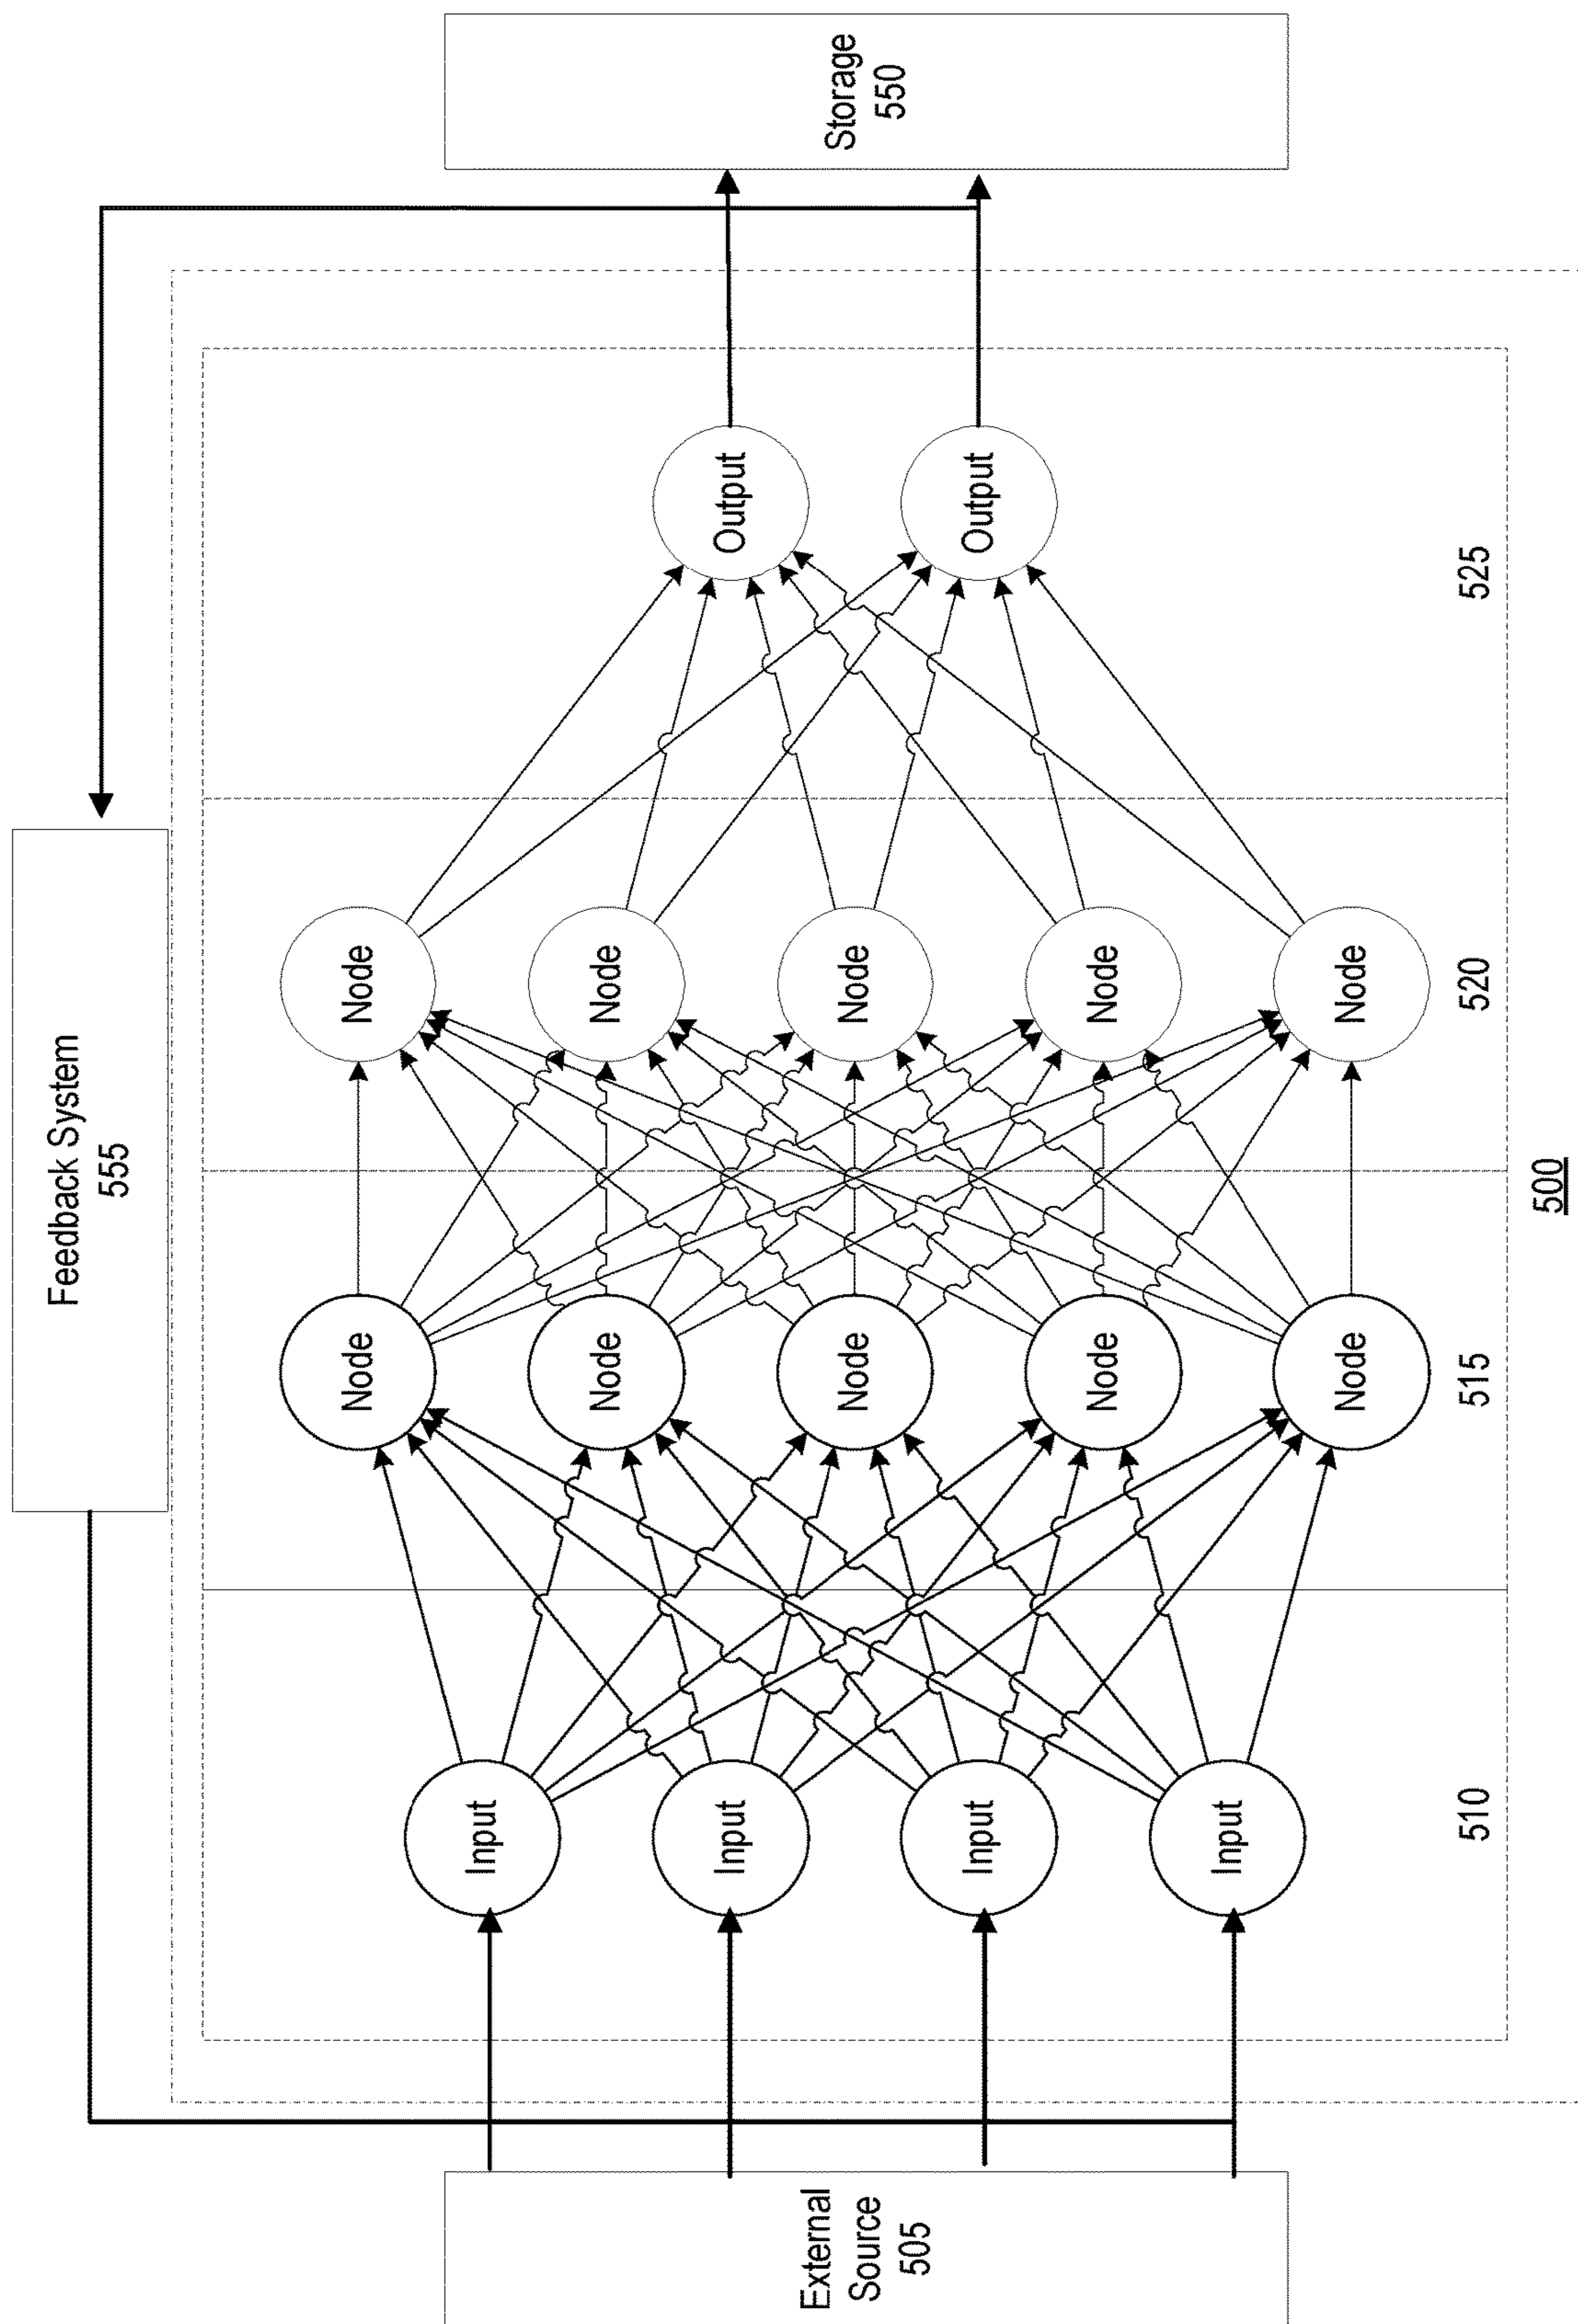 Feedback System
555
External
Source
505
Input
Input
Input
Input
510
Node
Node
Node
Node
Node
515
Node
Node
Node
Node
Node
520
Output
Output
525
Storage
550
500